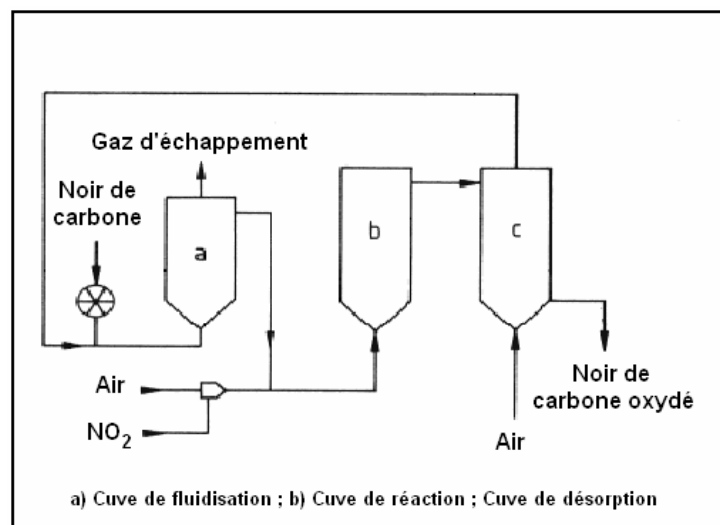 Gaz d'échappement
Noir de
carbone
a
b
c
Air
NO2
Noir de
carbone oxydé
Air
a) Cuve de fluidisation ; b) Cuve de réaction ; Cuve de désorption